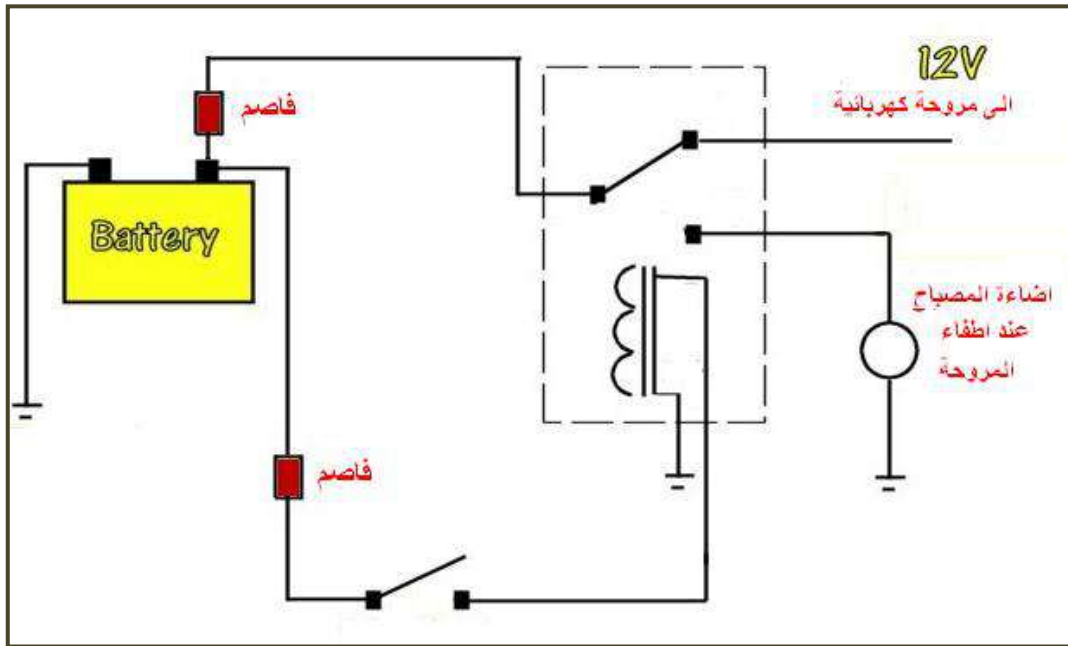 12V
الى مروحة كهربائية
فاصم
Battery
اضاءة المصباح
عند اطفاء
المروحة
فاصم